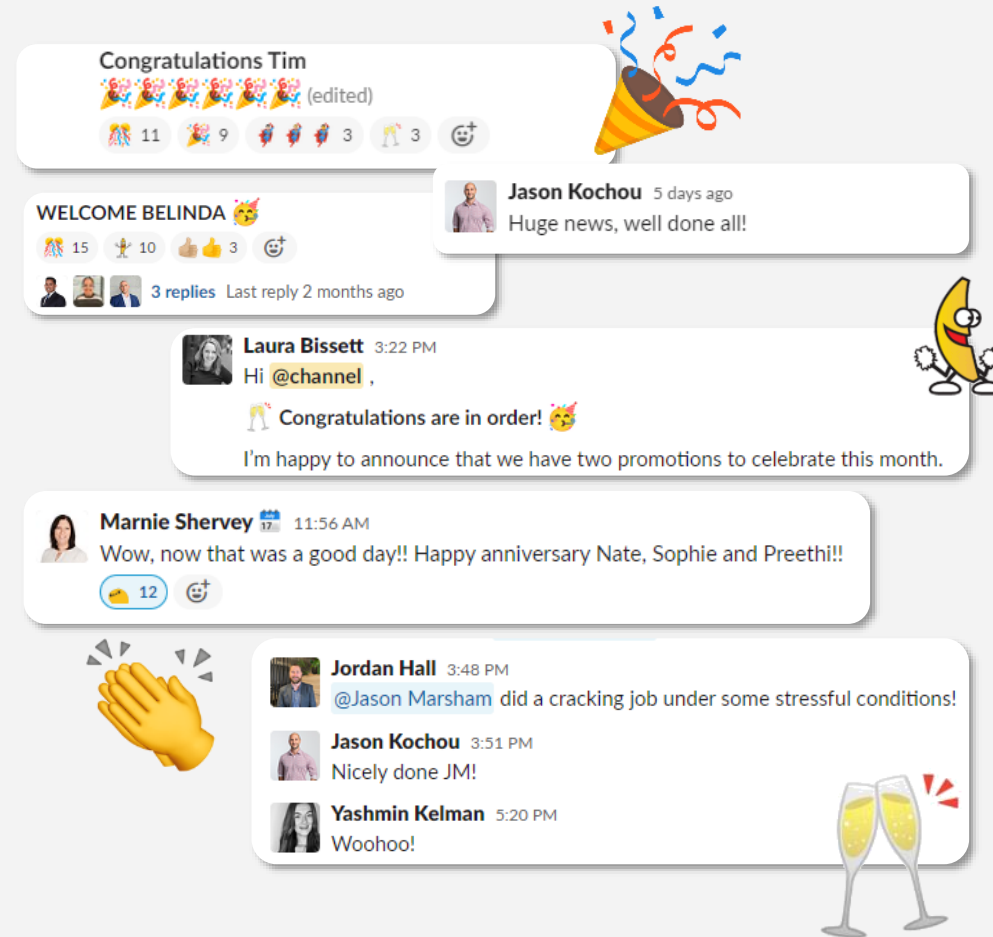 Congratulations Tim
(edited)
11 9 3 3
Jason Kochou 5 days ago
Huge news, well done all!
WELCOME BELINDA
15 10 3
3 replies Last reply 2 months ago
Laura Bissett 3:22 PM
Hi @channel ,
Congratulations are in order!
I'm happy to announce that we have two promotions to celebrate this month.
Marnie Shervey 17 11:56 AM
Wow, now that was a good day!! Happy anniversary Nate, Sophie and Preethi!!
12
Jordan Hall 3:48 PM
@Jason Marsham did a cracking job under some stressful conditions!
Jason Kochou 3:51 PM
Nicely done JM!
Yashmin Kelman 5:20 PM
Woohoo!